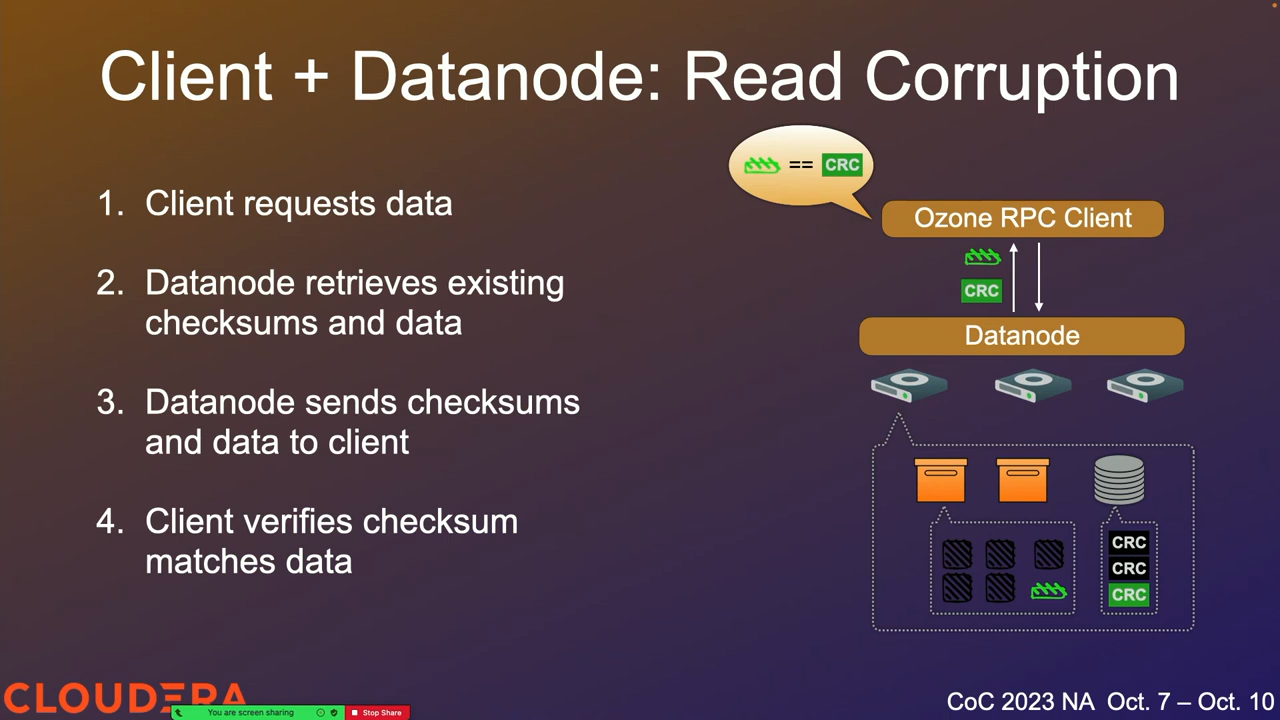 Client + Datanode: Read Corruption
== CRC
1. Client requests data
Ozone RPC Client
2. Datanode retrieves existing
checksums and data
CRC
Datanode
3. Datanode sends checksums
and data to client
4. Client verifies checksum
matches data
CRC
CRC
CRC
CLOUDERA
You are screen sharing
Stop Share
CoC 2023 NA Oct. 7 – Oct. 10